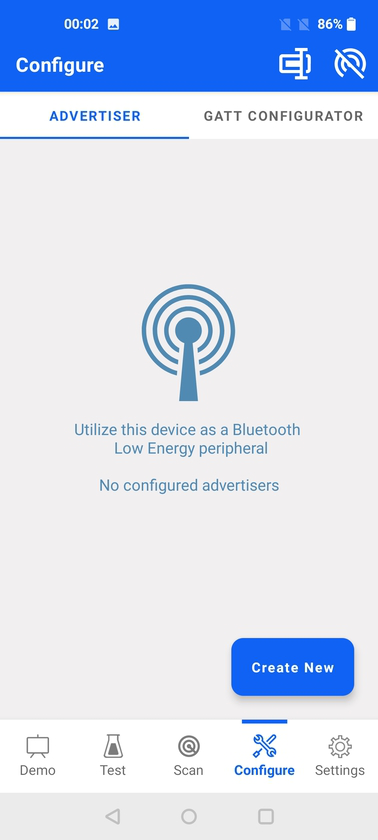 00:02
86%
Configure
ADVERTISER
GATT CONFIGURATOR
Utilize this device as a Bluetooth
Low Energy peripheral
No configured advertisers
Create New
Demo
Test
Scan
Configure
Settings